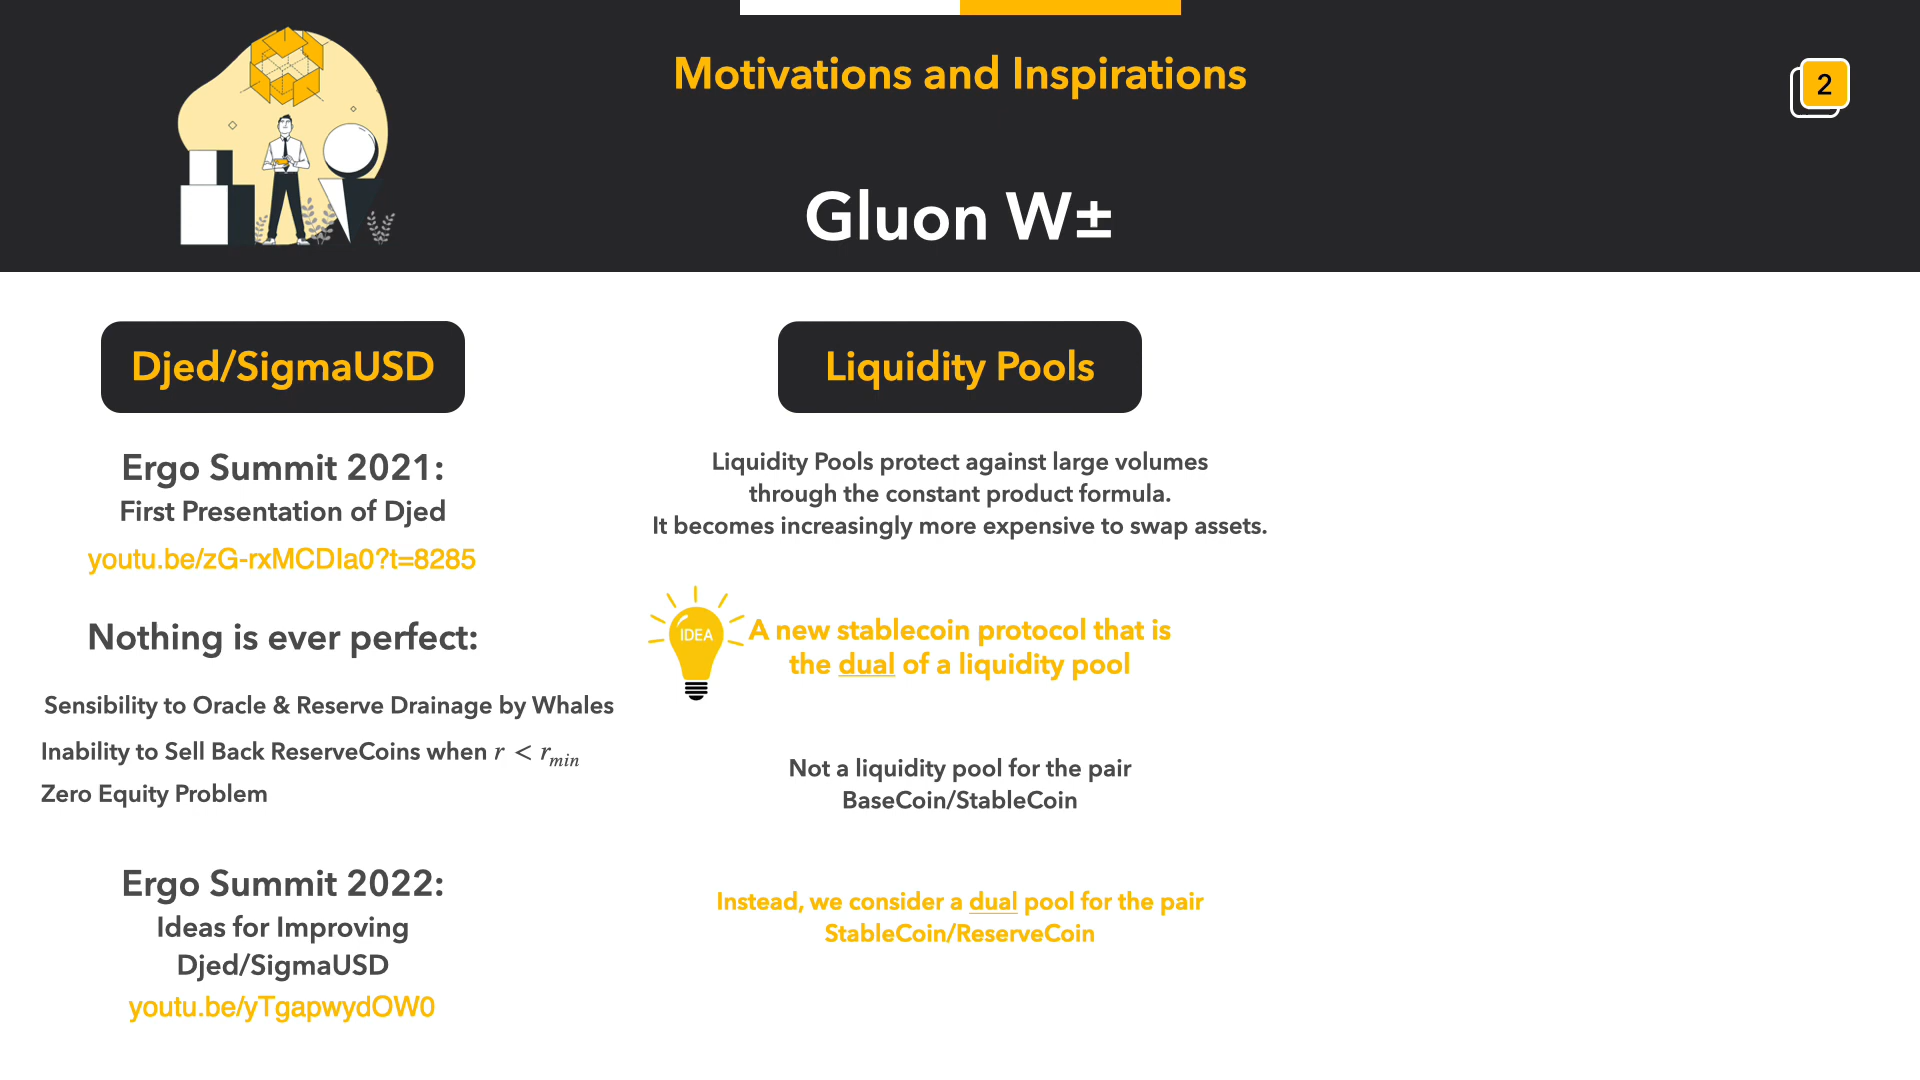 Motivations and Inspirations
2
Gluon W±
Djed/SigmaUSD
Ergo Summit 2021:
First Presentation of Djed
youtu.be/zG-rxMCDIa0?t=8285
Nothing is ever perfect:
Sensibility to Oracle & Reserve Drainage by Whales
Inability to Sell Back ReserveCoins when r < r_min
Zero Equity Problem
Ergo Summit 2022:
Ideas for Improving
Djed/SigmaUSD
youtu.be/yTgapwydOW0
Liquidity Pools
Liquidity Pools protect against large volumes
through the constant product formula.
It becomes increasingly more expensive to swap assets.
IDEA
A new stablecoin protocol that is
the dual of a liquidity pool
Not a liquidity pool for the pair
BaseCoin/StableCoin
Instead, we consider a dual pool for the pair
StableCoin/ReserveCoin